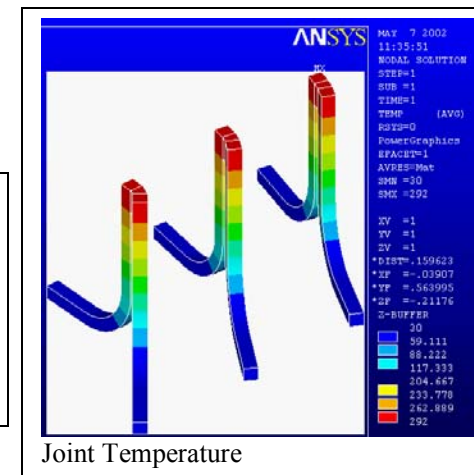 ANSYS
MAY 7 2002
11:35:51
NODAL SOLUTION
STEP=1
SUB =1
TIME=1
TEMP (AVG)
RSYS=0
PowerGraphics
EFACET=1
AVRES=Mat
SMN =30
SMX =292
XV =1
YV =1
ZV =1
*DIST=.159623
*XF =-.03907
*YF =.563995
*ZF =-.21176
Z-BUFFER
30
59.111
88.222
117.333
204.667
233.778
262.889
292
MX
Joint Temperature